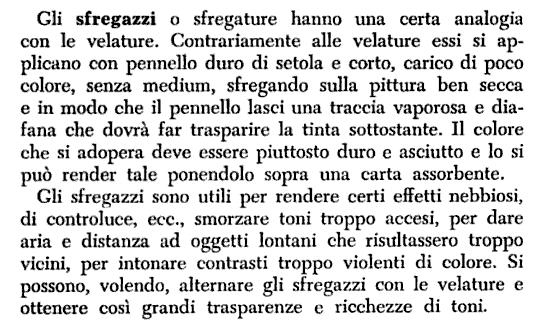 Gli sfregazzi o sfregature hanno una certa analogia
con le velature. Contrariamente alle velature essi si ap-
plicano con pennello duro di setola e corto, carico di poco
colore, senza medium, sfregando sulla pittura ben secca
e in modo che il pennello lasci una traccia vaporosa e dia-
fana che dovrà far trasparire la tinta sottostante. Il colore
che si adopera deve essere piuttosto duro e asciutto e lo si
può render tale ponendolo sopra una carta assorbente.
Gli sfregazzi sono utili per rendere certi effetti nebbiosi,
di controluce, ecc., smorzare toni troppo accesi, per dare
aria e distanza ad oggetti lontani che risultassero troppo
vicini, per intonare contrasti troppo violenti di colore. Si
possono, volendo, alternare gli sfregazzi con le velature e
ottenere così grandi trasparenze e ricchezze di toni.